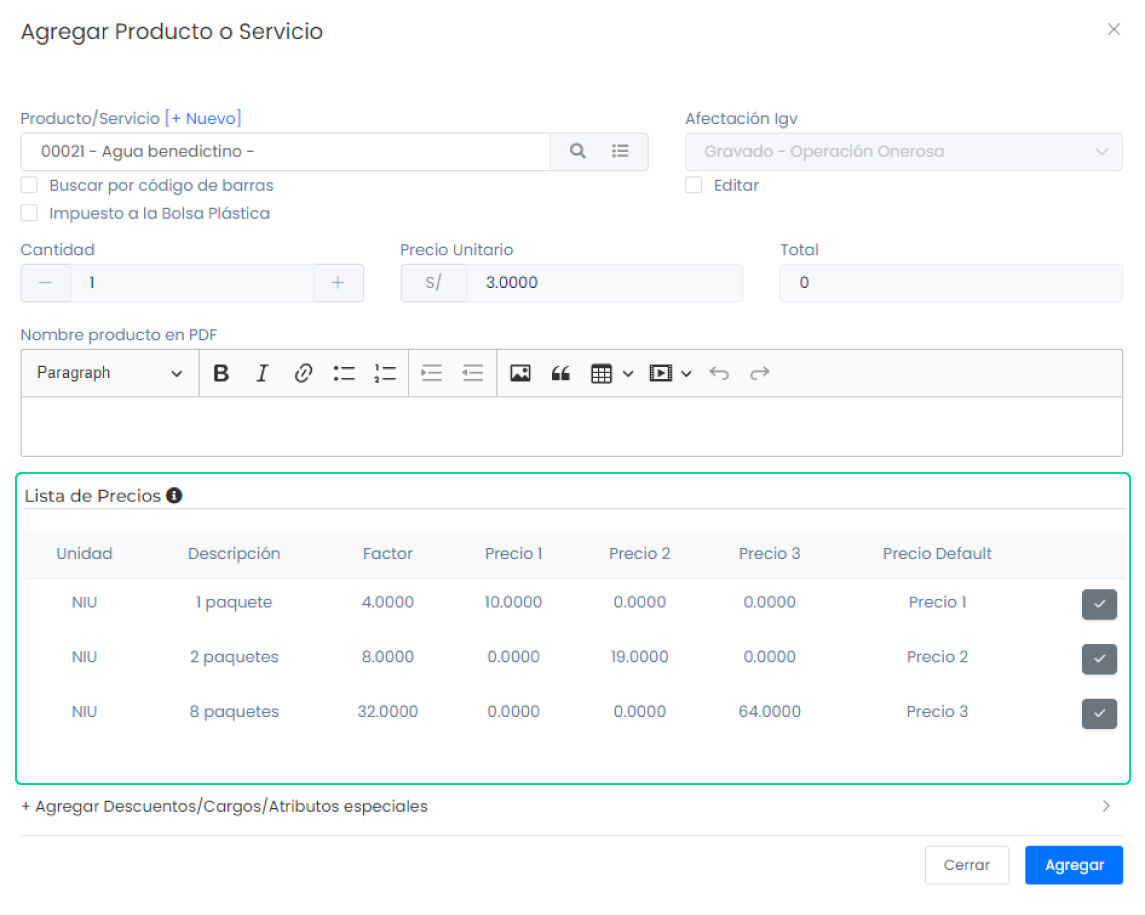 Agregar Producto o Servicio
Producto/Servicio [+ Nuevo] Afectación Igv
00021 - Agua benedictino - Gravado - Operación Onerosa
Buscar por código de barras Editar
Impuesto a la Bolsa Plástica
Cantidad Precio Unitario Total
1 S/ 3.0000 0
Nombre producto en PDF
Paragraph
Lista de Precios
Unidad Descripción Factor Precio 1 Precio 2 Precio 3 Precio Default
NIU 1 paquete 4.0000 10.0000 0.0000 0.0000 Precio 1
NIU 2 paquetes 8.0000 0.0000 19.0000 0.0000 Precio 2
NIU 8 paquetes 32.0000 0.0000 0.0000 64.0000 Precio 3
+ Agregar Descuentos/Cargos/Atributos especiales
Cerrar Agregar